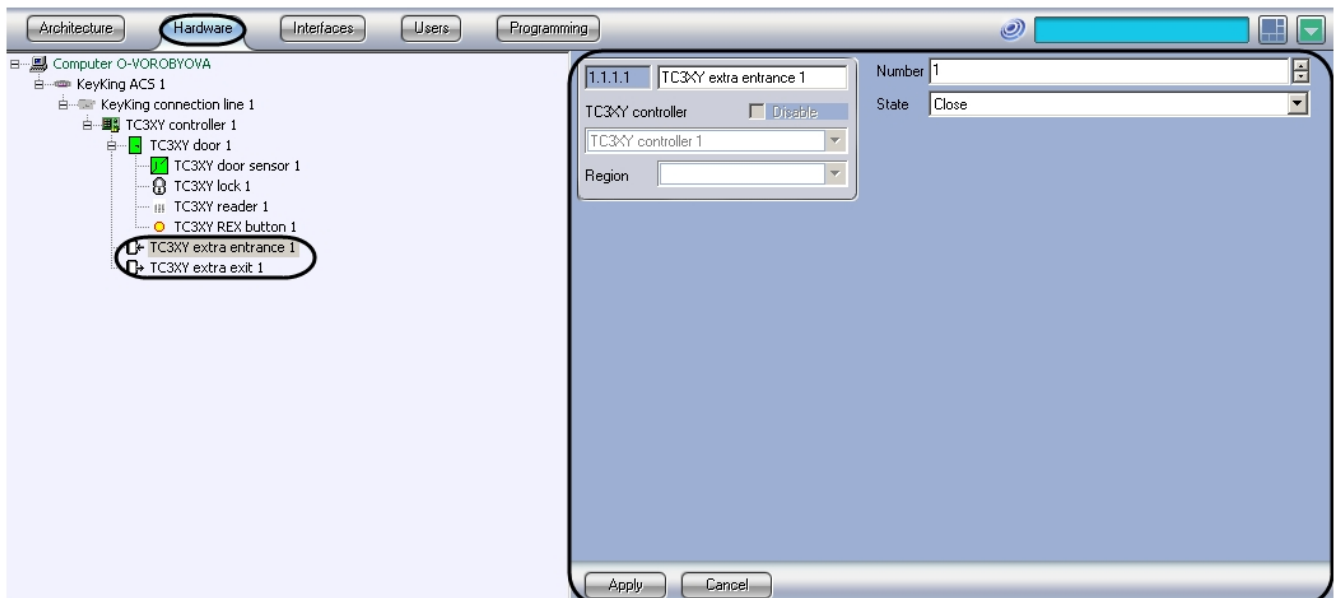 Architecture Hardware Interfaces Users Programming
Computer O-VOROBYOVA
KeyKing ACS 1
KeyKing connection line 1
TC3XY controller 1
TC3XY door 1
TC3XY door sensor 1
TC3XY lock 1
TC3XY reader 1
TC3XY REX button 1
TC3XY extra entrance 1
TC3XY extra exit 1
1.1.1.1 TC3XY extra entrance 1
TC3XY controller Disable
TC3XY controller 1
Region
Number 1
State Close
Apply Cancel